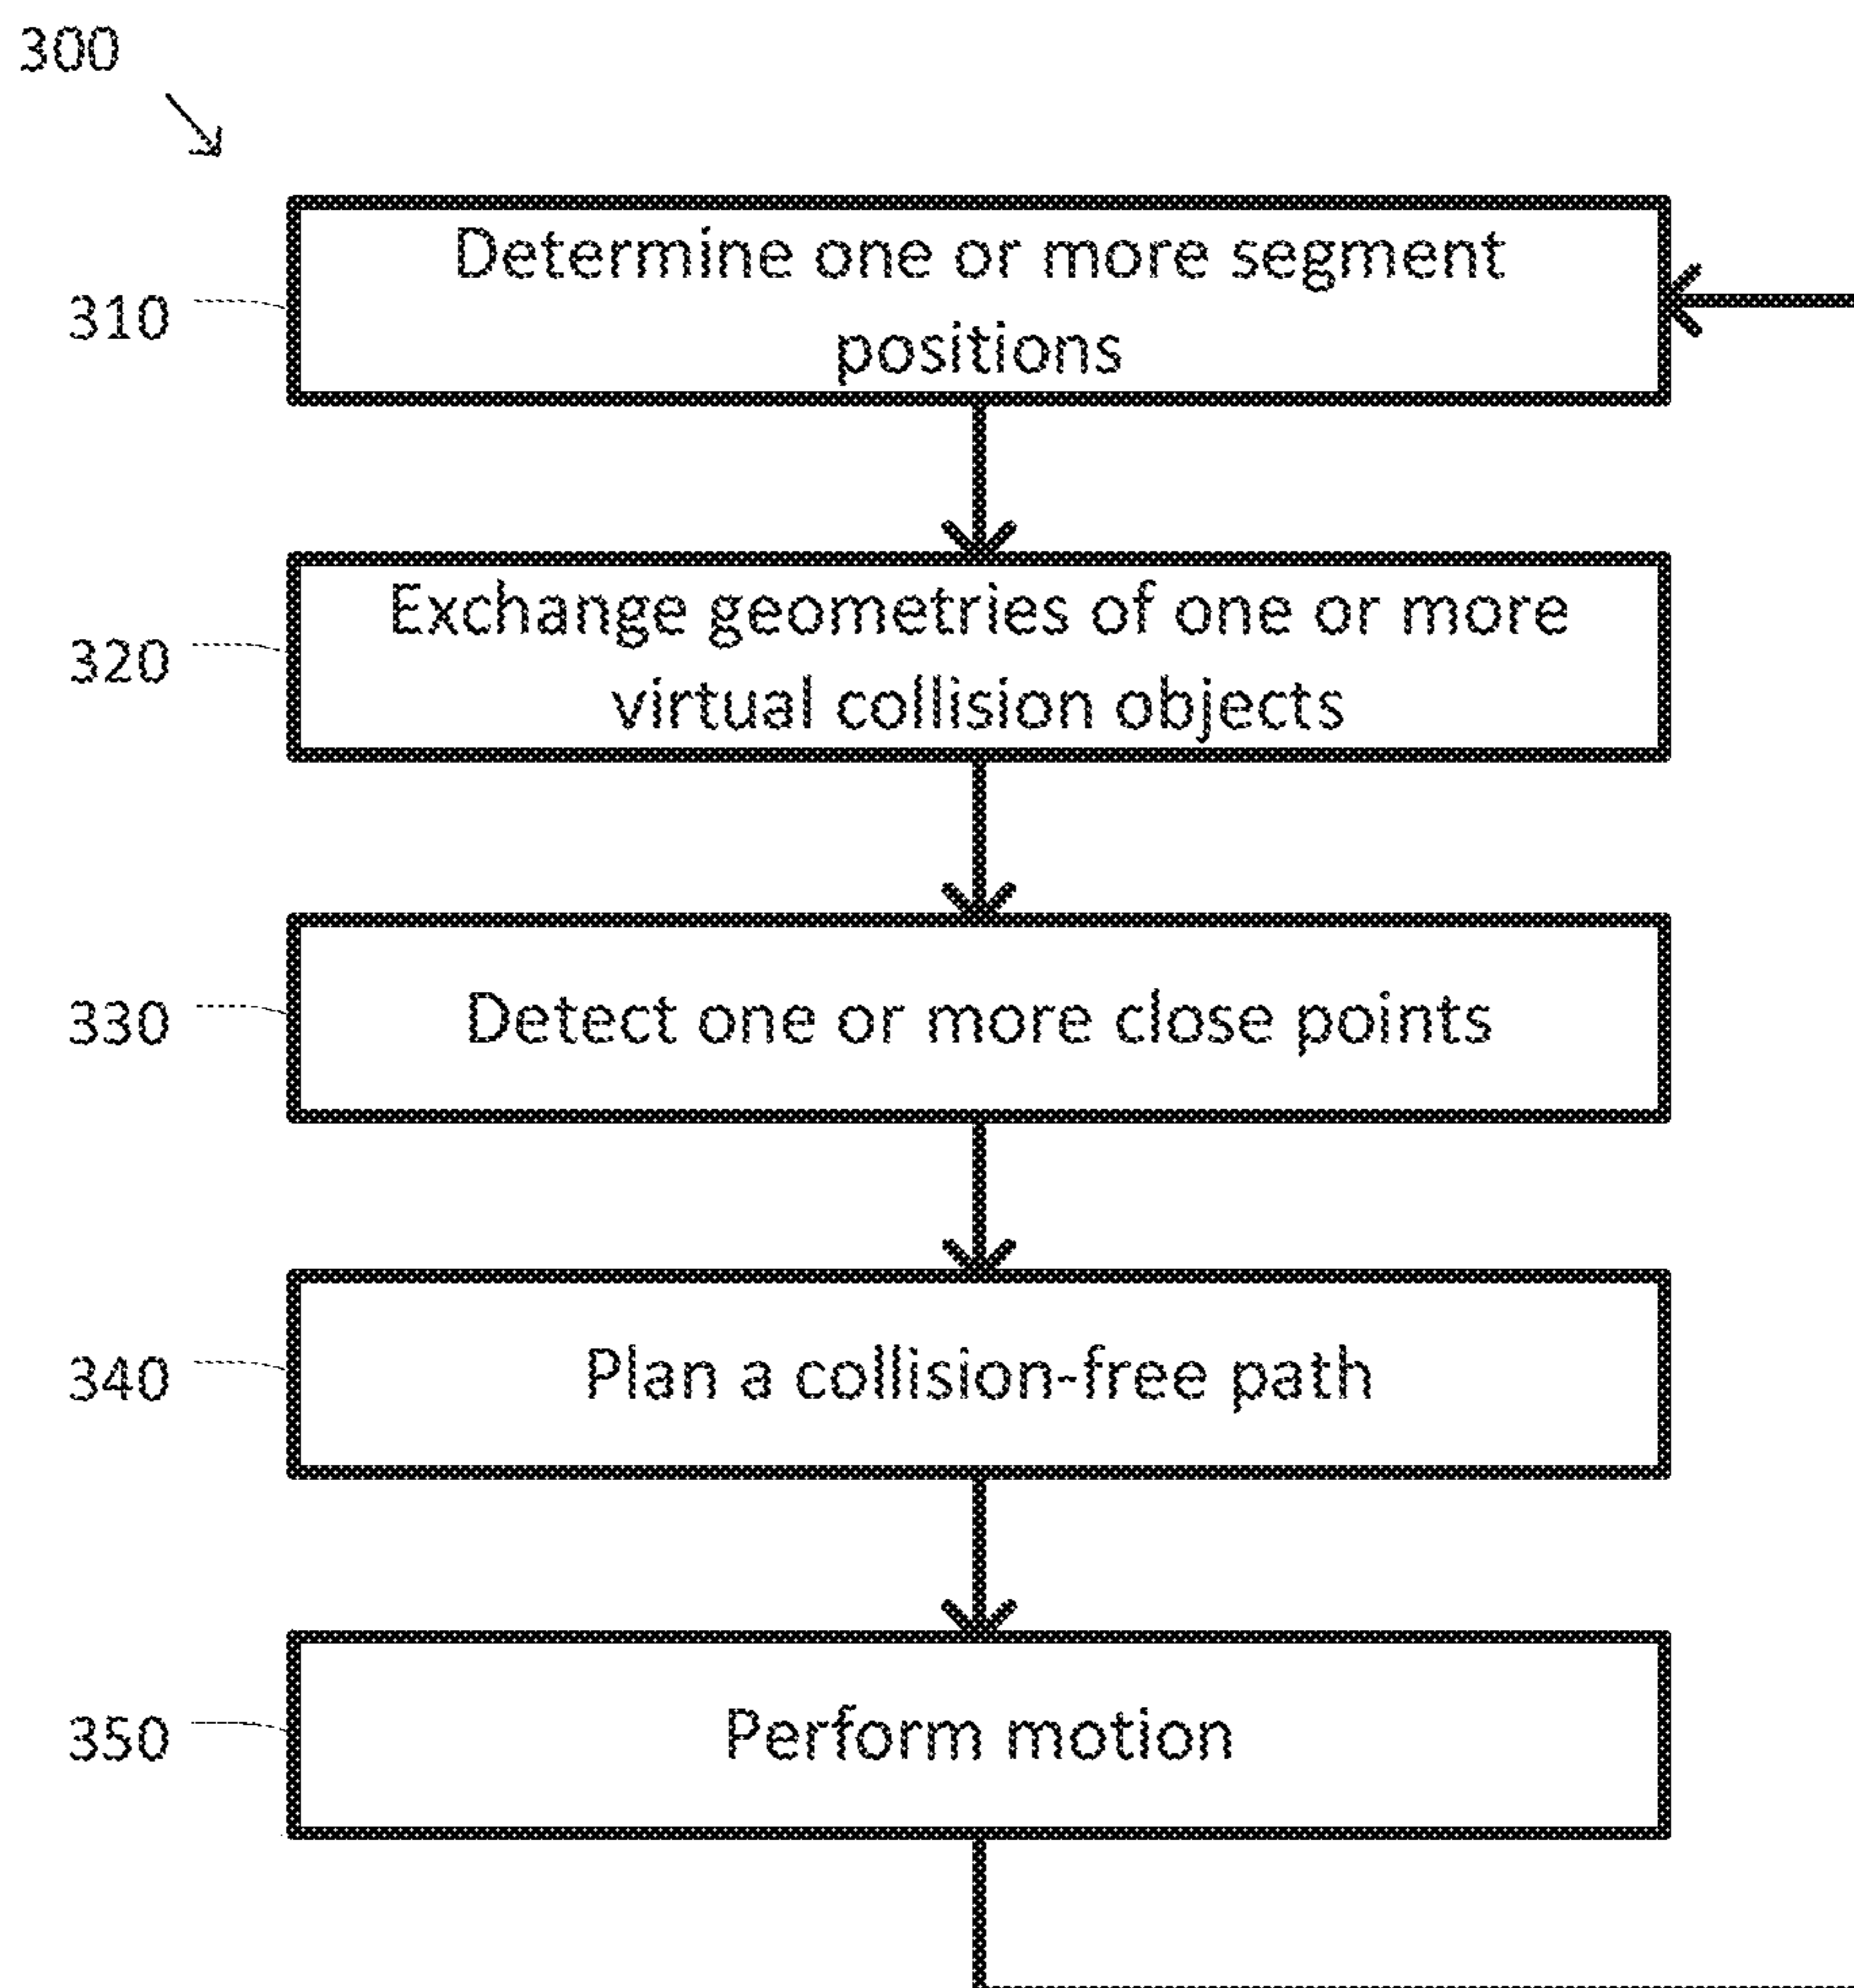 300
310
Determine one or more segment
positions
320
Exchange geometries of one or more
virtual collision objects
330
Detect one or more close points
340
Plan a collision-free path
350
Perform motion